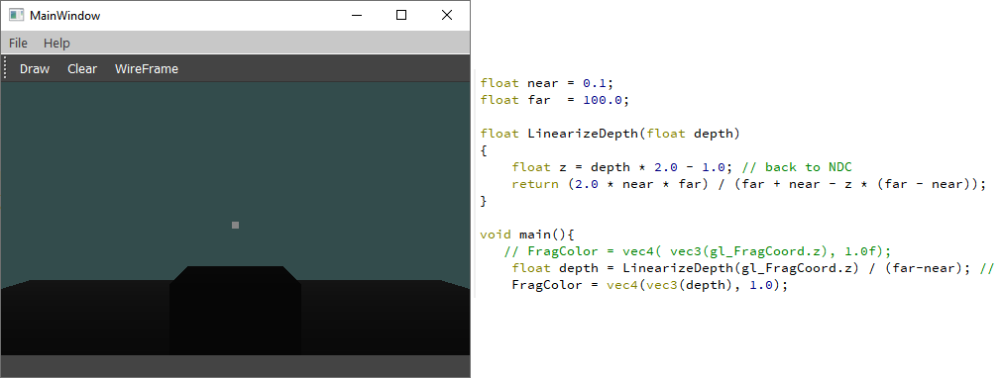 MainWindow
File Help
Draw Clear WireFrame
float near = 0.1;
float far  = 100.0;
float LinearizeDepth(float depth)
{
    float z = depth * 2.0 - 1.0; // back to NDC
    return (2.0 * near * far) / (far + near - z * (far - near));
}
void main(){
   // FragColor = vec4( vec3(gl_FragCoord.z), 1.0f);
    float depth = LinearizeDepth(gl_FragCoord.z) / (far-near); //
    FragColor = vec4(vec3(depth), 1.0);